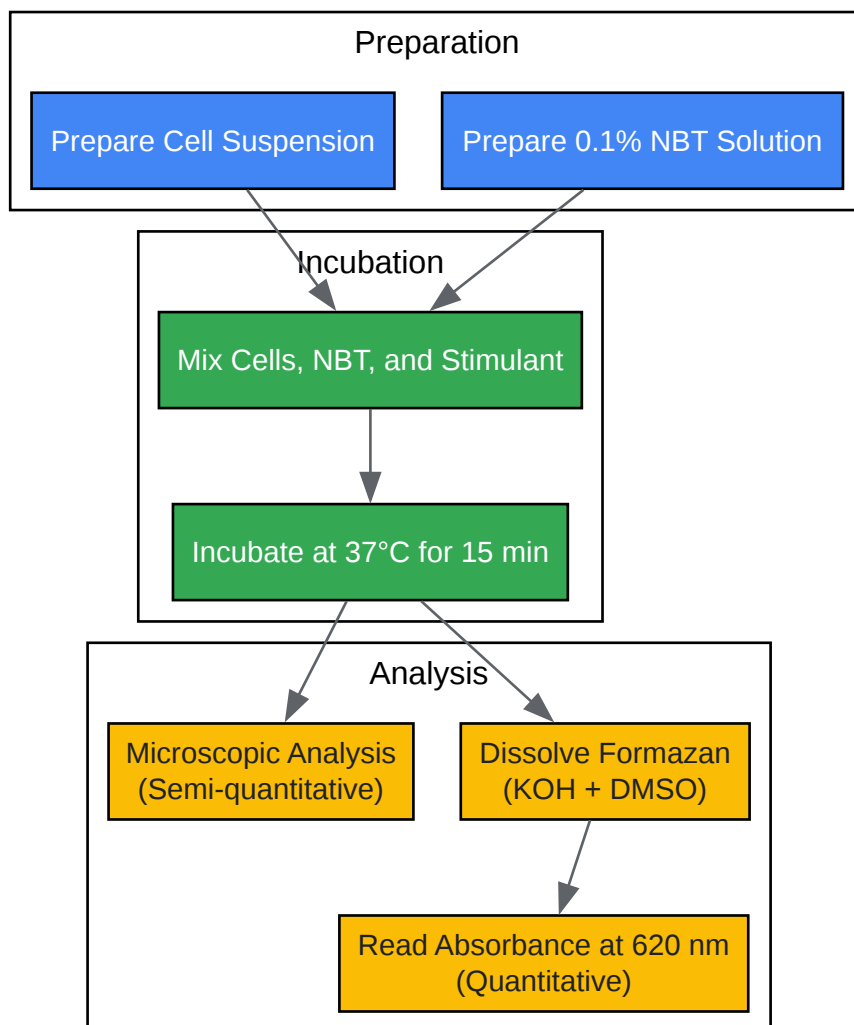 Preparation
Prepare Cell Suspension
Prepare 0.1% NBT Solution
Incubation
Mix Cells, NBT, and Stimulant
Incubate at 37°C for 15 min
Analysis
Microscopic Analysis
(Semi-quantitative)
Dissolve Formazan
(KOH + DMSO)
Read Absorbance at 620 nm
(Quantitative)